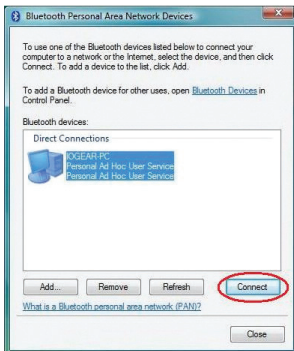 Bluetooth Personal Area Network Devices
To use one of the Bluetooth devices listed below to connect your
computer to a network or the Internet, select the device, and then click
Connect. To add a device to the list, click Add.
To add a Bluetooth device for other uses, open Bluetooth Devices in
Control Panel.
Bluetooth devices:
Direct Connections
IOGEAR-PC
Personal Ad Hoc User Service
Personal Ad Hoc User Service
Add...
Remove
Refresh
Connect
What is a Bluetooth personal area network (PAN)?
Close